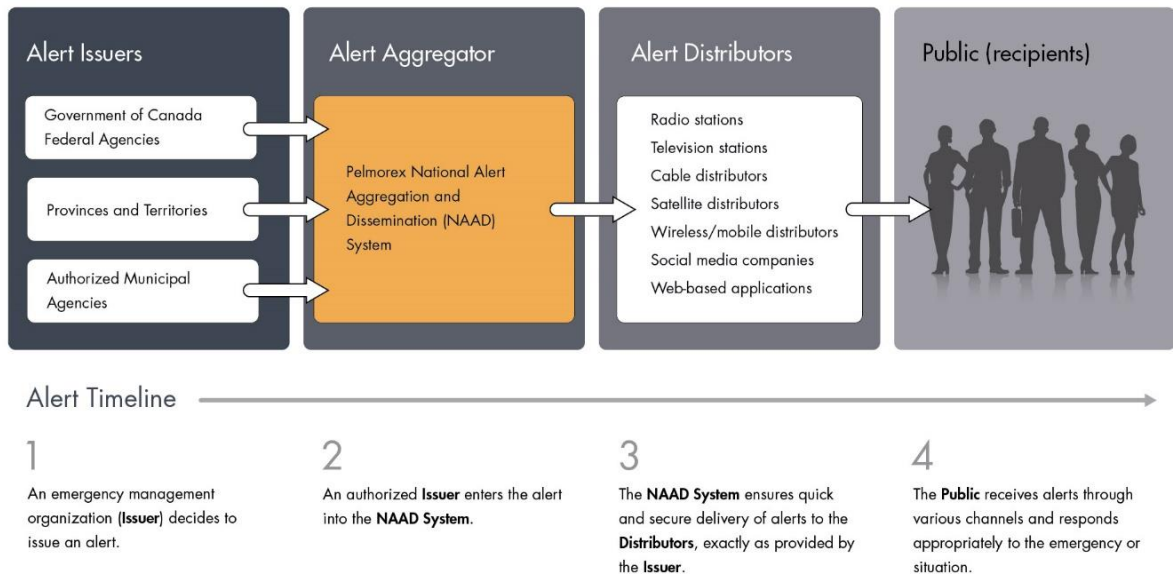 Alert Issuers
Government of Canada
Federal Agencies
Provinces and Territories
Authorized Municipal
Agencies
Alert Aggregator
Pelmorex National Alert
Aggregation and
Dissemination (NAAD)
System
Alert Distributors
Radio stations
Television stations
Cable distributors
Satellite distributors
Wireless/mobile distributors
Social media companies
Web-based applications
Public (recipients)
Alert Timeline
1
An emergency management
organization (Issuer) decides to
issue an alert.
2
An authorized Issuer enters the alert
into the NAAD System.
3
The NAAD System ensures quick
and secure delivery of alerts to the
Distributors, exactly as provided by
the Issuer.
4
The Public receives alerts through
various channels and responds
appropriately to the emergency or
situation.